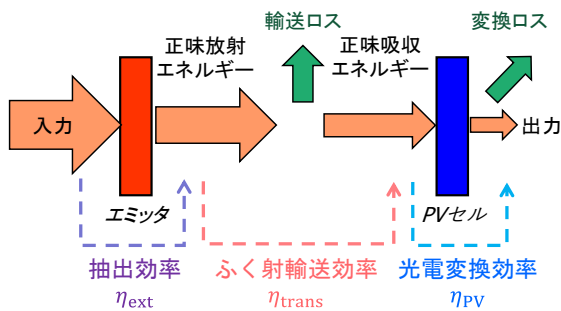 輸送ロス
変換ロス
正味放射
エネルギー
正味吸収
エネルギー
入力
出力
エミッタ
PVセル
抽出効率
ηext
ふく射輸送効率
ηtrans
光電変換効率
ηPV